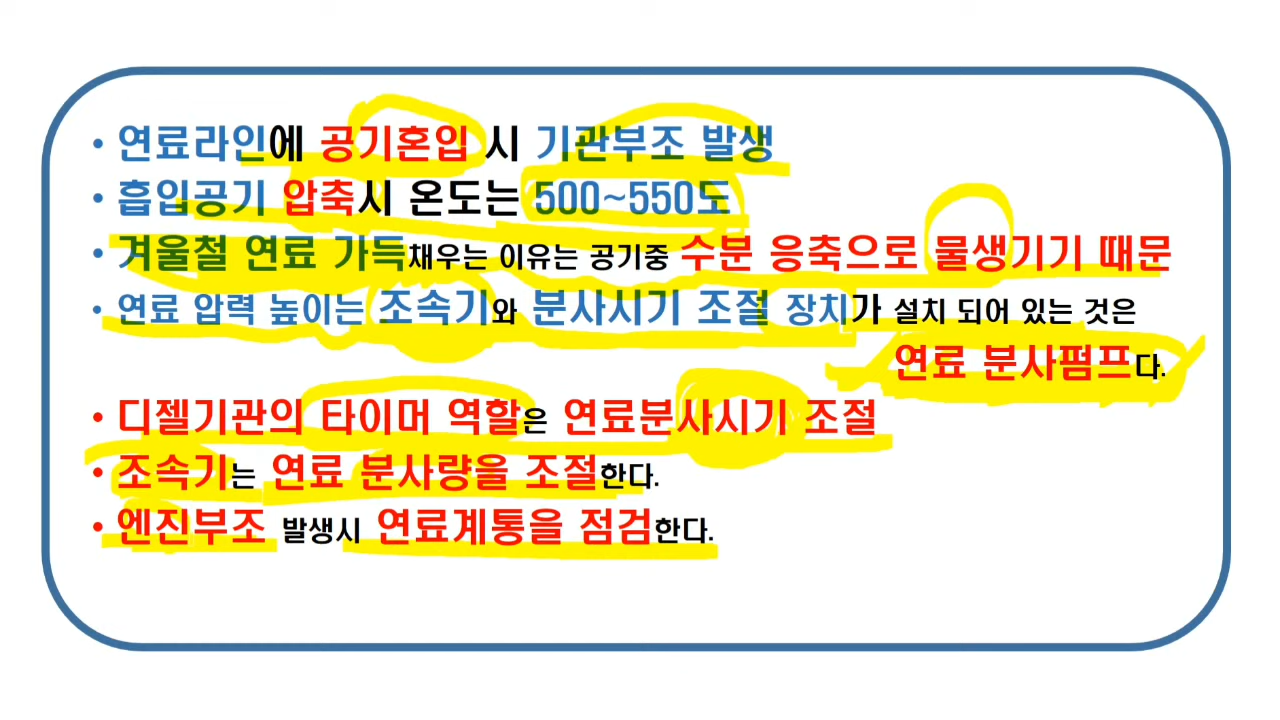 • 연료라인에 공기혼입 시 기관부조 발생
• 흡입공기 압축시 온도는 500~550도
• 겨울철 연료 가득채우는 이유는 공기중 수분 응축으로 물생기기 때문
• 연료 압력 높이는 조속기와 분사시기 조절 장치가 설치 되어 있는 것은
연료 분사펌프다.
• 디젤기관의 타이머 역할은 연료분사시기 조절
• 조속기는 연료 분사량을 조절한다.
• 엔진부조 발생시 연료계통을 점검한다.